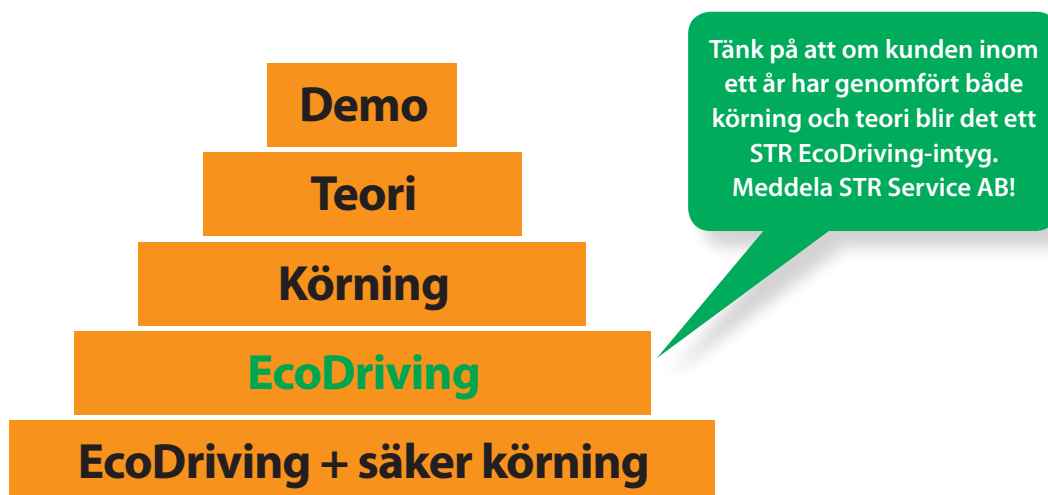 Demo
Teori
Körning
EcoDriving
EcoDriving + säker körning
Tänk på att om kunden inom
ett år har genomfört både
körning och teori blir det ett
STR EcoDriving-intyg.
Meddela STR Service AB!